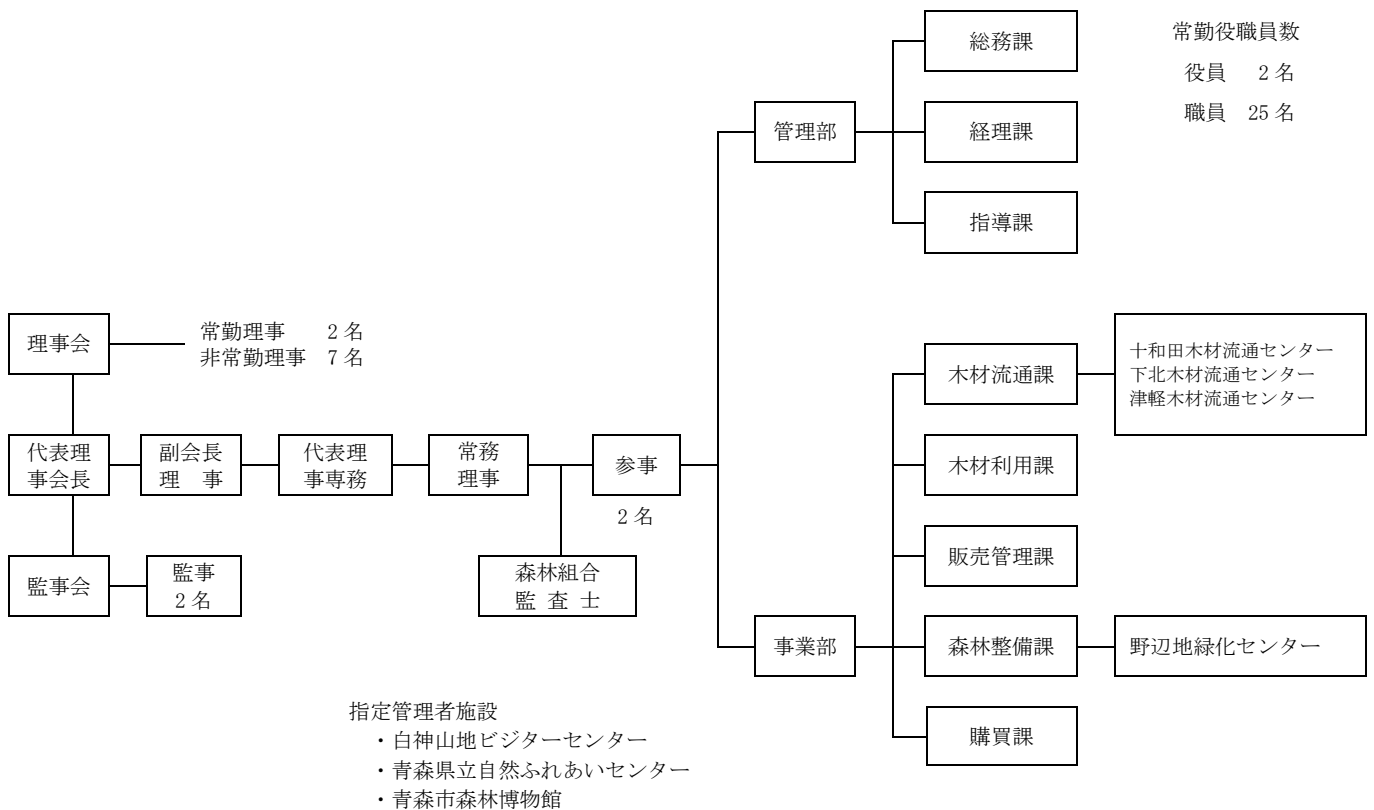 総務課
常勤役職員数
役員 2名
職員 25名
管理部
経理課
指導課
理事会
常勤理事 2名
非常勤理事 7名
木材流通課
十和田木材流通センター
下北木材流通センター
津軽木材流通センター
代表理
事会長
副会長
理 事
代表理
事専務
常務
理事
参事
2名
木材利用課
販売管理課
監事会
監事
2名
森林組合
監 査 士
事業部
森林整備課
野辺地緑化センター
購買課
指定管理者施設
・白神山地ビジターセンター
・青森県立自然ふれあいセンター
・青森市森林博物館